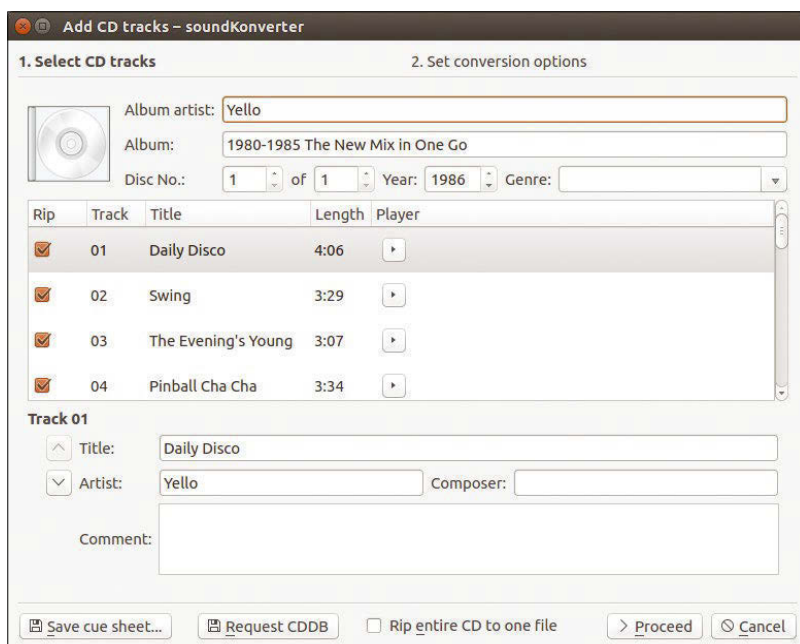 Add CD tracks – soundKonverter
1. Select CD tracks 2. Set conversion options
Album artist: Yello
Album: 1980-1985 The New Mix in One Go
Disc No.: 1 of 1 Year: 1986 Genre:
Rip Track Title Length Player
01 Daily Disco 4:06
02 Swing 3:29
03 The Evening's Young 3:07
04 Pinball Cha Cha 3:34
Track 01
Title: Daily Disco
Artist: Yello Composer:
Comment:
Save cue sheet... Request CDDB Rip entire CD to one file Proceed Cancel